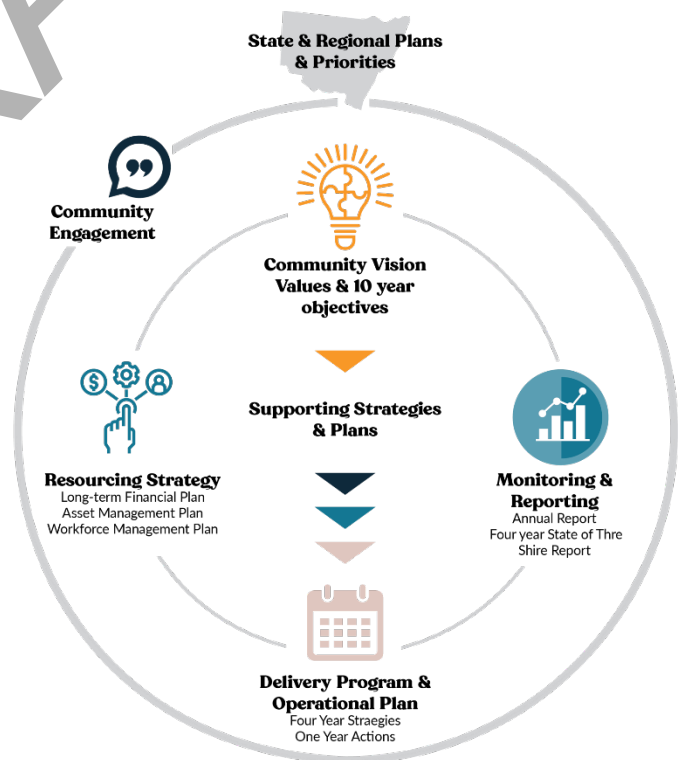 State & Regional Plans
& Priorities
Community
Engagement
Community Vision
Values & 10 year
objectives
Supporting Strategies
& Plans
Resourcing Strategy
Long-term Financial Plan
Asset Management Plan
Workforce Management Plan
Monitoring &
Reporting
Annual Report
Four year State of Thre
Shire Report
Delivery Program &
Operational Plan
Four Year Straegies
One Year Actions